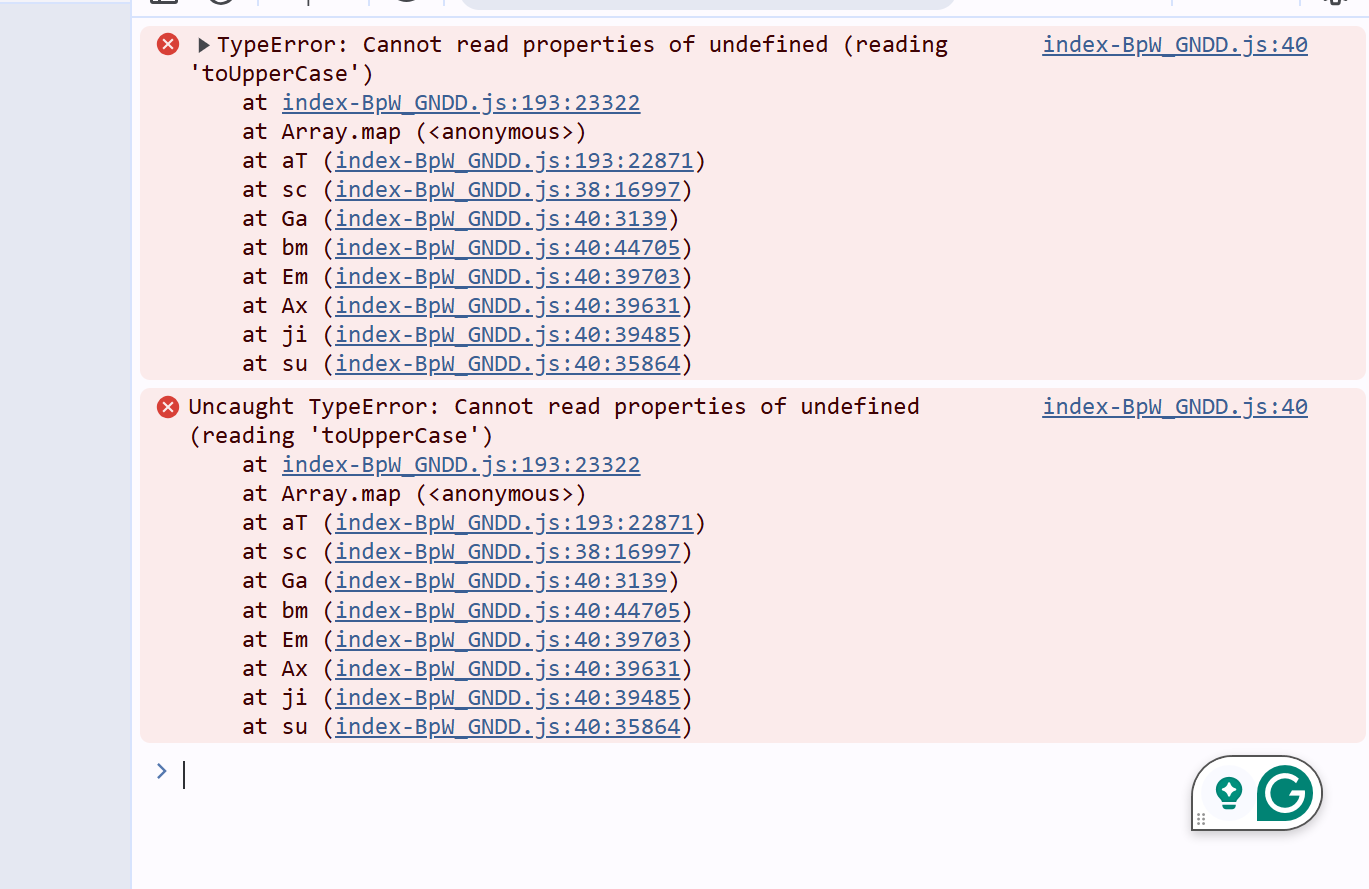 TypeError: Cannot read properties of undefined (reading index-BpW_GNDD.js:40
'toUpperCase')
at index-BpW_GNDD.js:193:23322
at Array.map (<anonymous>)
at aT (index-BpW_GNDD.js:193:22871)
at sc (index-BpW_GNDD.js:38:16997)
at Ga (index-BpW_GNDD.js:40:3139)
at bm (index-BpW_GNDD.js:40:44705)
at Em (index-BpW_GNDD.js:40:39703)
at Ax (index-BpW_GNDD.js:40:39631)
at ji (index-BpW_GNDD.js:40:39485)
at su (index-BpW_GNDD.js:40:35864)
Uncaught TypeError: Cannot read properties of undefined index-BpW_GNDD.js:40
(reading 'toUpperCase')
at index-BpW_GNDD.js:193:23322
at Array.map (<anonymous>)
at aT (index-BpW_GNDD.js:193:22871)
at sc (index-BpW_GNDD.js:38:16997)
at Ga (index-BpW_GNDD.js:40:3139)
at bm (index-BpW_GNDD.js:40:44705)
at Em (index-BpW_GNDD.js:40:39703)
at Ax (index-BpW_GNDD.js:40:39631)
at ji (index-BpW_GNDD.js:40:39485)
at su (index-BpW_GNDD.js:40:35864)